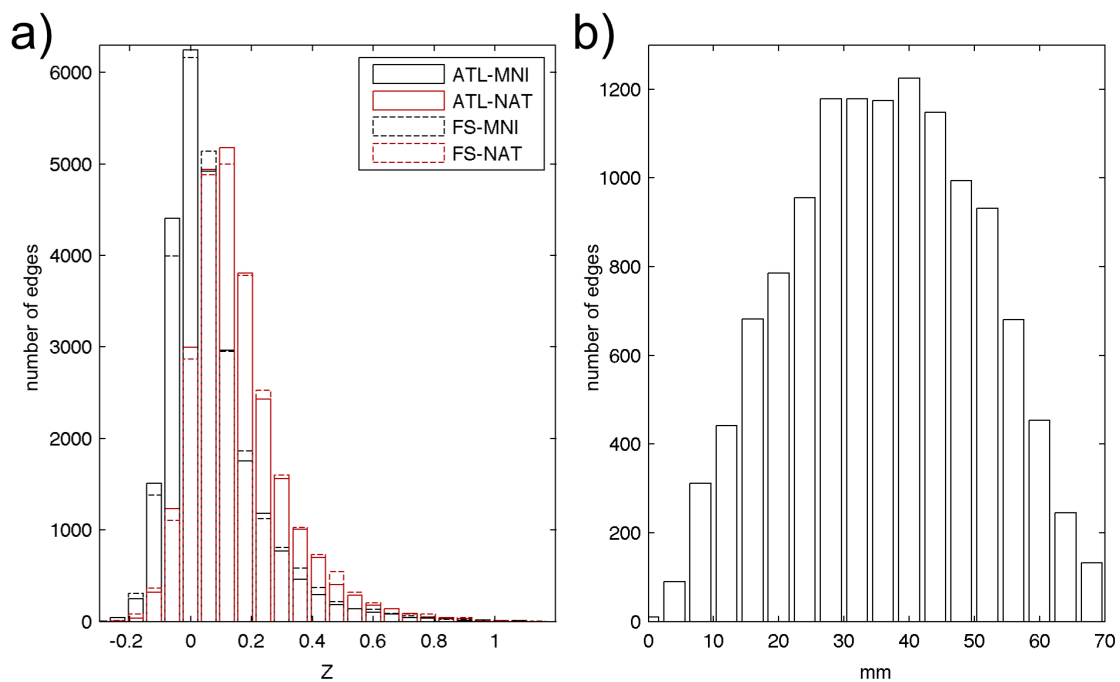 a)
number of edges
6000
5000
4000
3000
2000
1000
0
-0.2 0 0.2 0.4 0.6 0.8 1
Z
ATL-MNI
ATL-NAT
FS-MNI
FS-NAT
b)
number of edges
1200
1000
800
600
400
200
0
0 10 20 30 40 50 60 70
mm